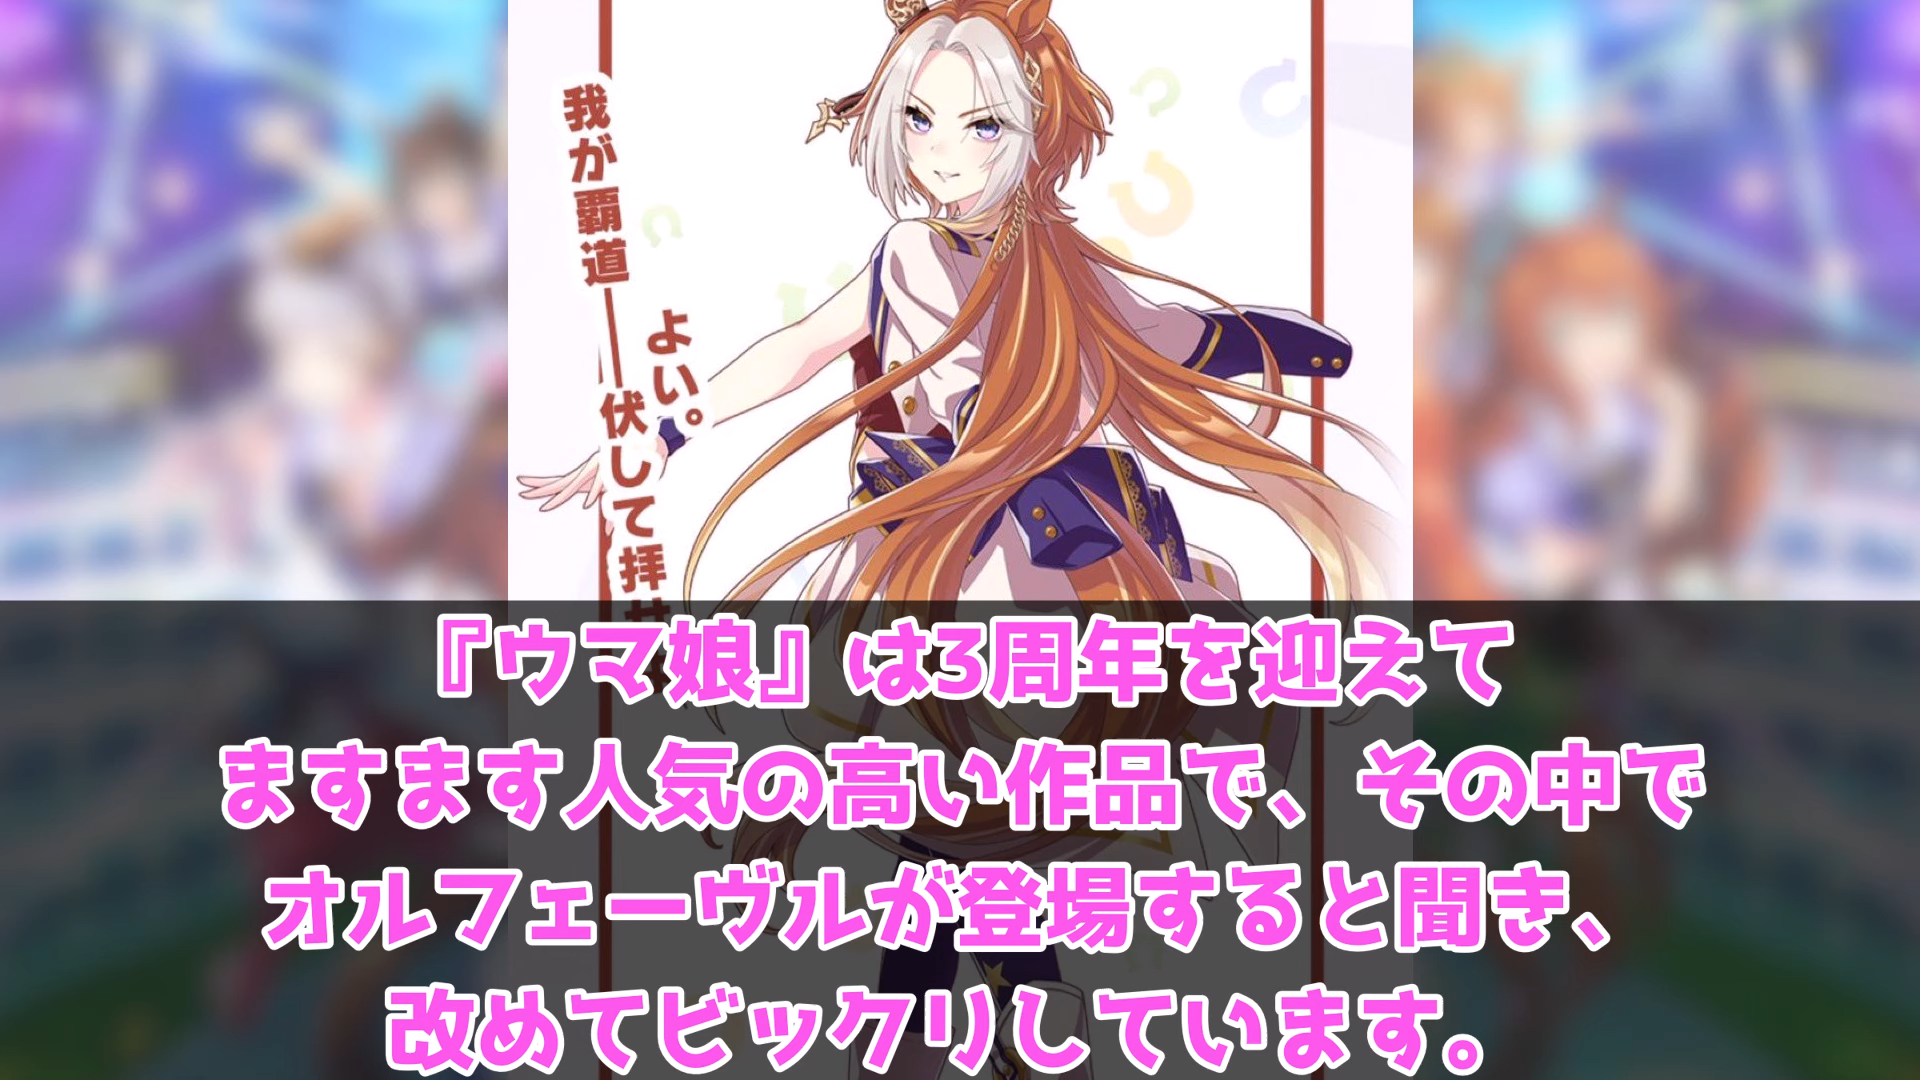 よい。
我が覇道――伏して拝せ
『ウマ娘』は3周年を迎えて
ますます人気の高い作品で、その中で
オルフェーヴルが登場すると聞き、
改めてビックリしています。